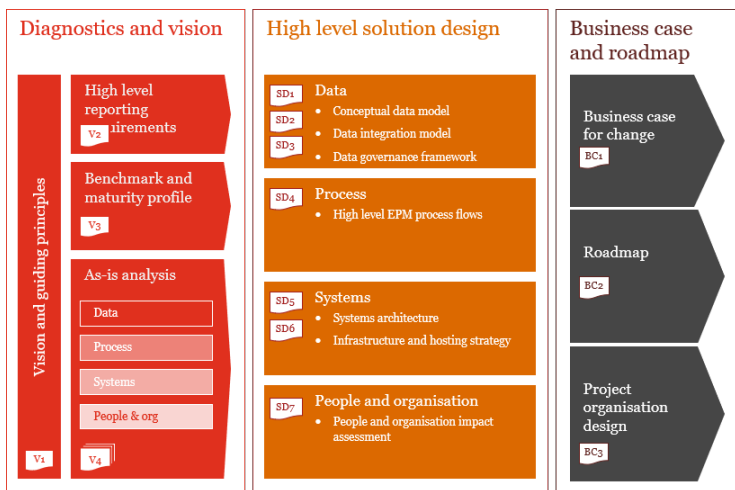 Diagnostics and vision
Vision and guiding principles
V1
High level
reporting
requirements
V2
Benchmark and
maturity profile
V3
As-is analysis
Data
Process
Systems
People & org
V4
High level solution design
SD1
SD2
SD3
Data
• Conceptual data model
• Data integration model
• Data governance framework
SD4
Process
• High level EPM process flows
SD5
SD6
Systems
• Systems architecture
• Infrastructure and hosting strategy
SD7
People and organisation
• People and organisation impact
assessment
Business case
and roadmap
Business case
for change
BC1
Roadmap
BC2
Project
organisation
design
BC3